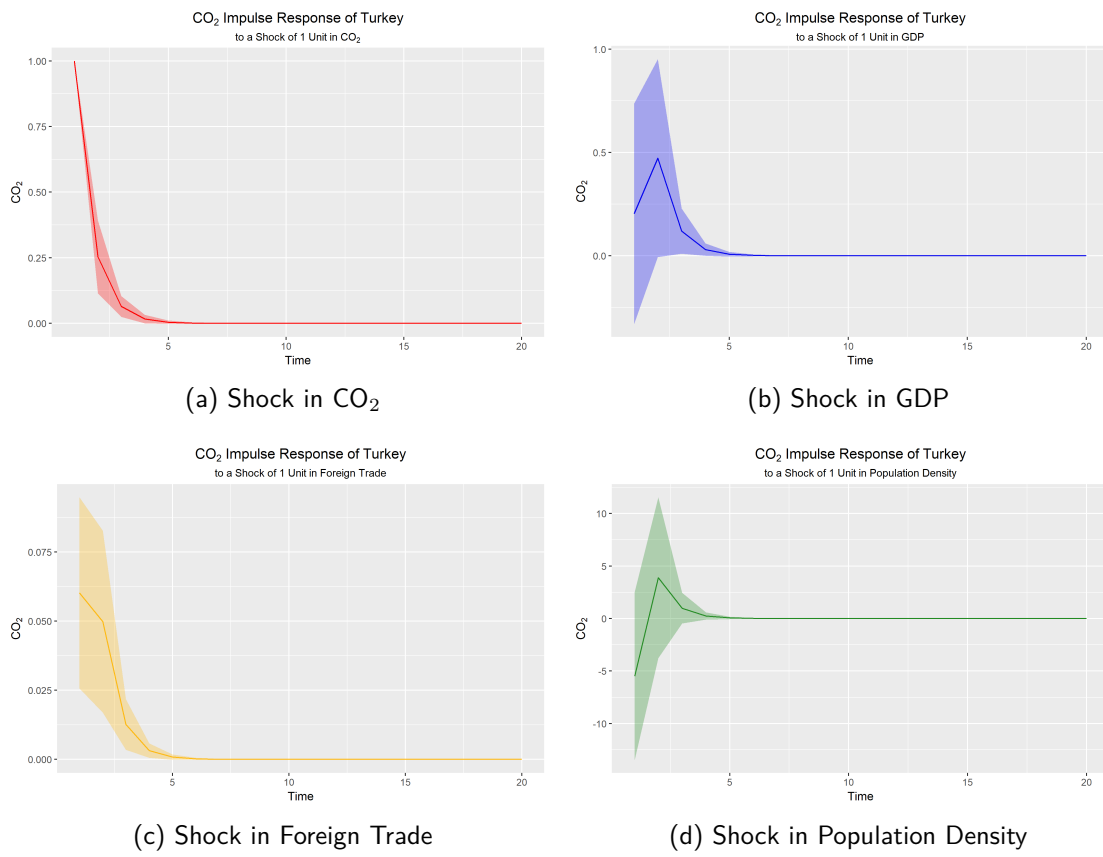 CO₂ Impulse Response of Turkey
to a Shock of 1 Unit in CO₂
1.00
0.75
0.50
0.25
0.00
CO₂
5
10
15
20
Time
(a) Shock in CO₂
CO₂ Impulse Response of Turkey
to a Shock of 1 Unit in GDP
1.0
0.5
0.0
CO₂
5
10
15
20
Time
(b) Shock in GDP
CO₂ Impulse Response of Turkey
to a Shock of 1 Unit in Foreign Trade
0.075
0.050
0.025
0.000
CO₂
5
10
15
20
Time
(c) Shock in Foreign Trade
CO₂ Impulse Response of Turkey
to a Shock of 1 Unit in Population Density
10
5
0
-5
-10
CO₂
5
10
15
20
Time
(d) Shock in Population Density